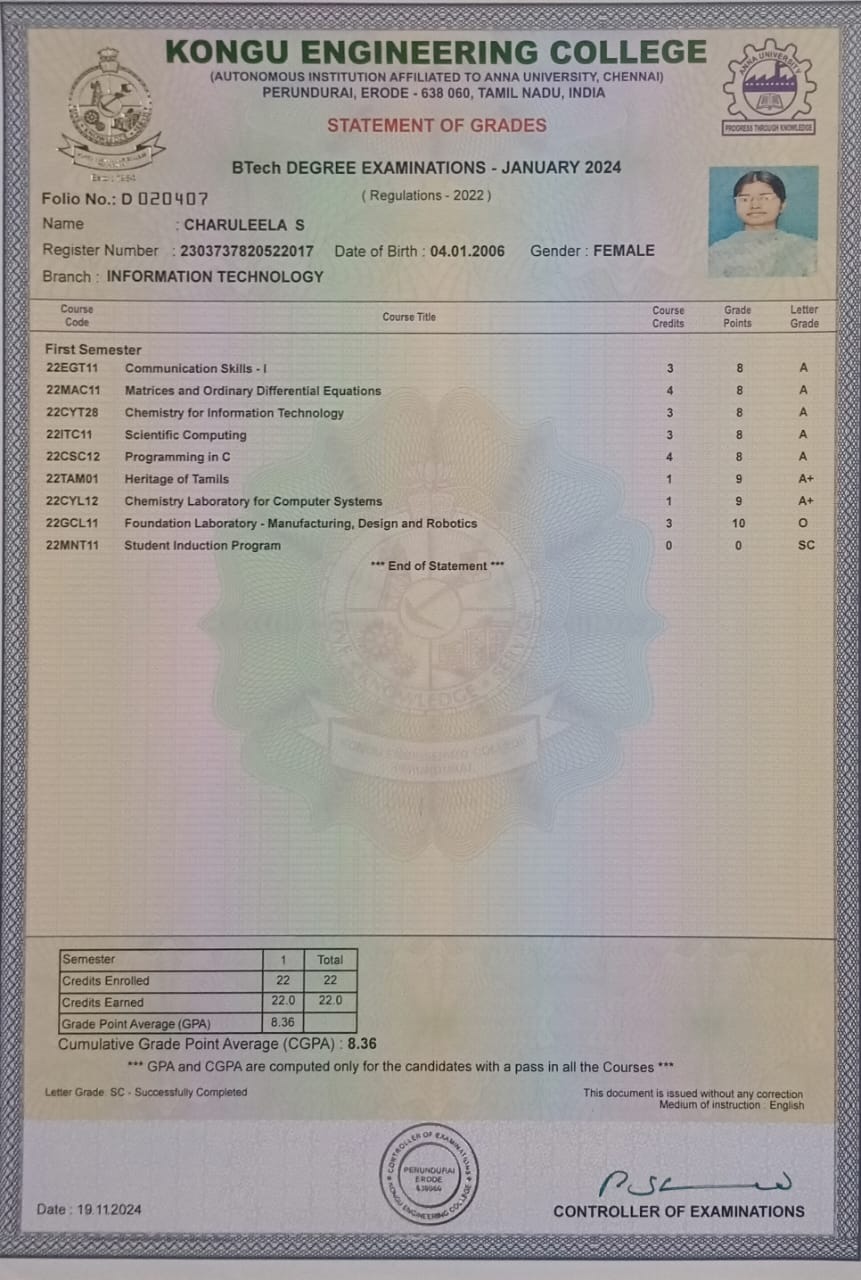 KONGU ENGINEERING COLLEGE
(AUTONOMOUS INSTITUTION AFFILIATED TO ANNA UNIVERSITY, CHENNAI)
PERUNDURAI, ERODE - 638 060, TAMIL NADU, INDIA
ANNA UNIVERSITY
PROGRESS THROUGH KNOWLEDGE
STATEMENT OF GRADES
BTech DEGREE EXAMINATIONS - JANUARY 2024
( Regulations - 2022 )
Folio No.: D 020407
Name : CHARULEELA S
Register Number : 2303737820522017 Date of Birth : 04.01.2006 Gender : FEMALE
Branch : INFORMATION TECHNOLOGY
Course Code Course Title Course Credits Grade Points Letter Grade
First Semester
22EGT11 Communication Skills - I 3 8 A
22MAC11 Matrices and Ordinary Differential Equations 4 8 A
22CYT28 Chemistry for Information Technology 3 8 A
22ITC11 Scientific Computing 3 8 A
22CSC12 Programming in C 4 8 A
22TAM01 Heritage of Tamils 1 9 A+
22CYL12 Chemistry Laboratory for Computer Systems 1 9 A+
22GCL11 Foundation Laboratory - Manufacturing, Design and Robotics 3 10 O
22MNT11 Student Induction Program 0 0 SC
*** End of Statement ***
LOVE KNOWLEDGE SERVICE
KONGU ENGINEERING COLLEGE
PERUNDURAI
Semester 1 Total
Credits Enrolled 22 22
Credits Earned 22.0 22.0
Grade Point Average (GPA) 8.36
Cumulative Grade Point Average (CGPA) : 8.36
*** GPA and CGPA are computed only for the candidates with a pass in all the Courses ***
Letter Grade SC - Successfully Completed
This document is issued without any correction
Medium of instruction : English
CONTROLLER OF EXAMINATIONS
KONGU ENGINEERING COLLEGE
PERUNDURAI
ERODE
Date : 19.11.2024
CONTROLLER OF EXAMINATIONS